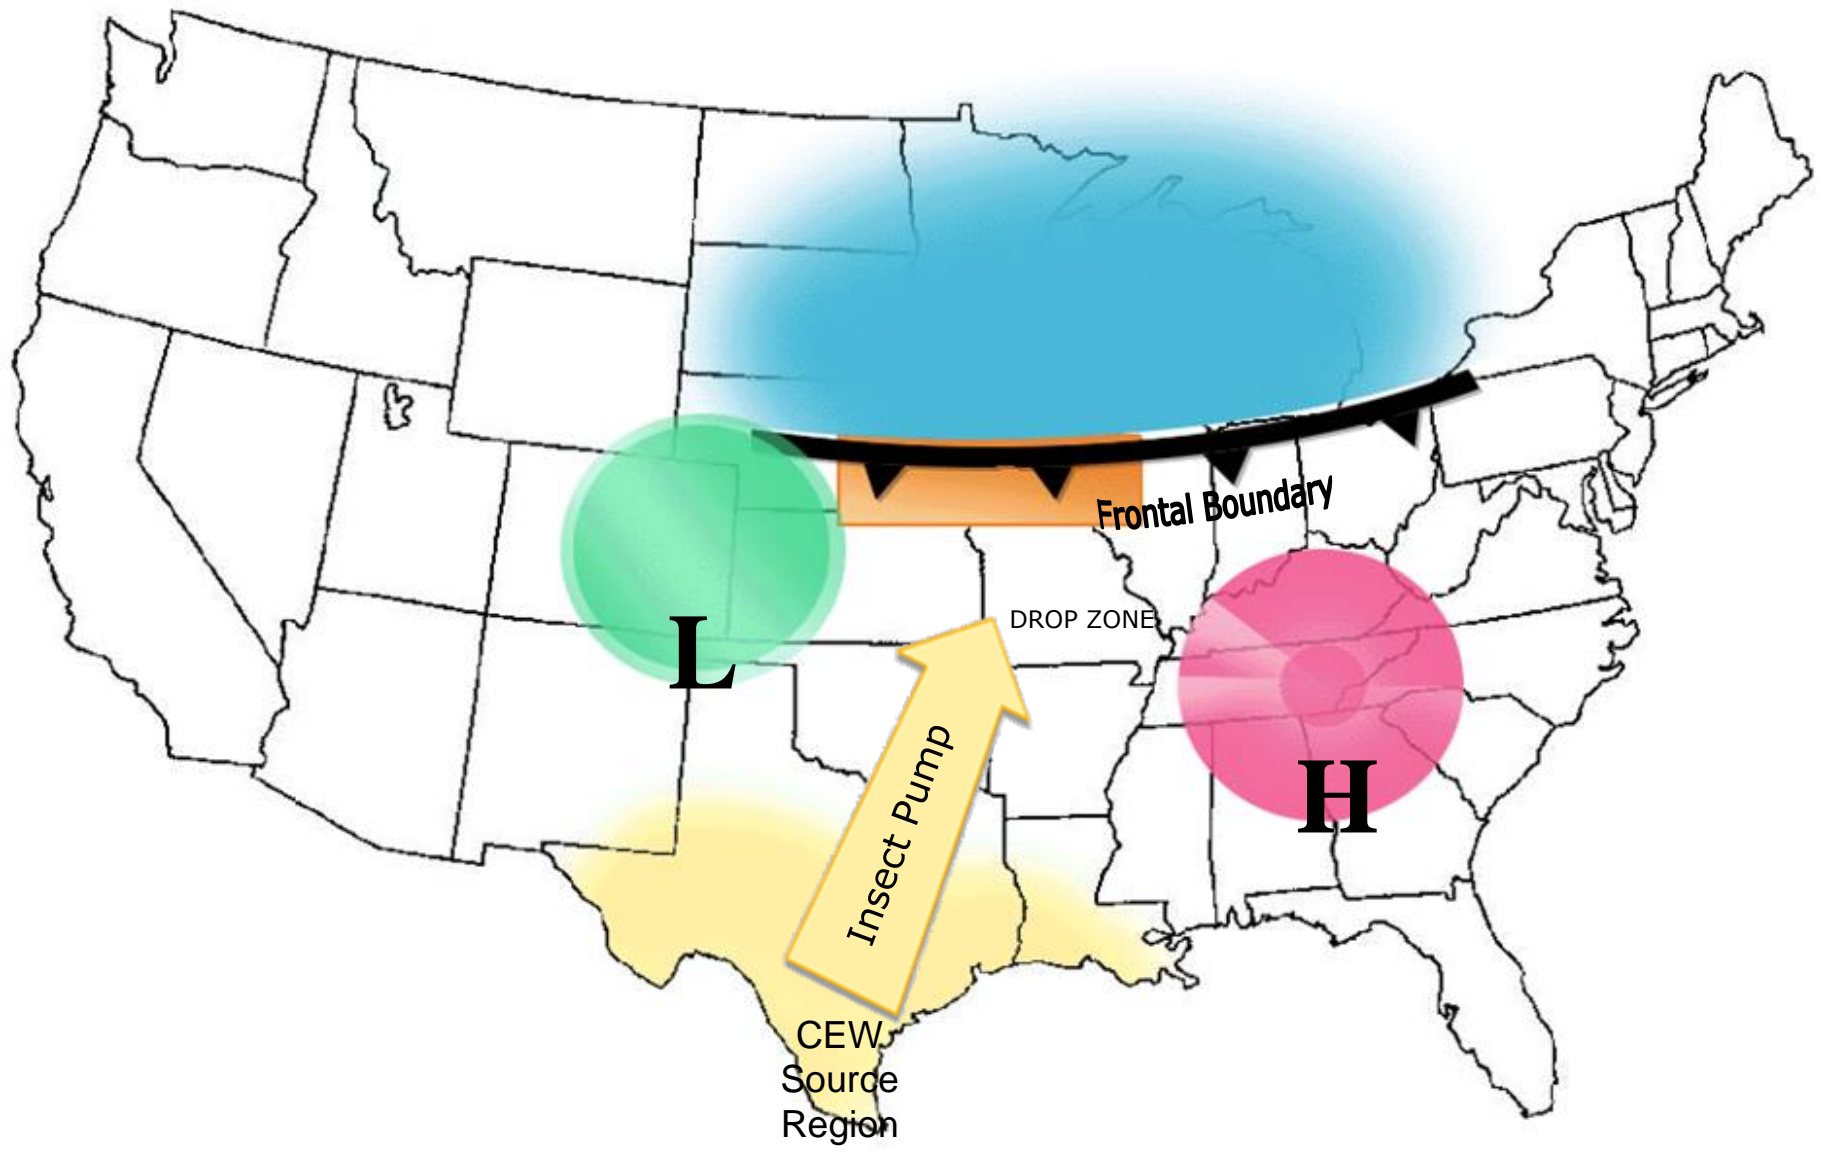 Frontal Boundary
DROP ZONE
L
Insect Pump
H
CEW
Source
Region